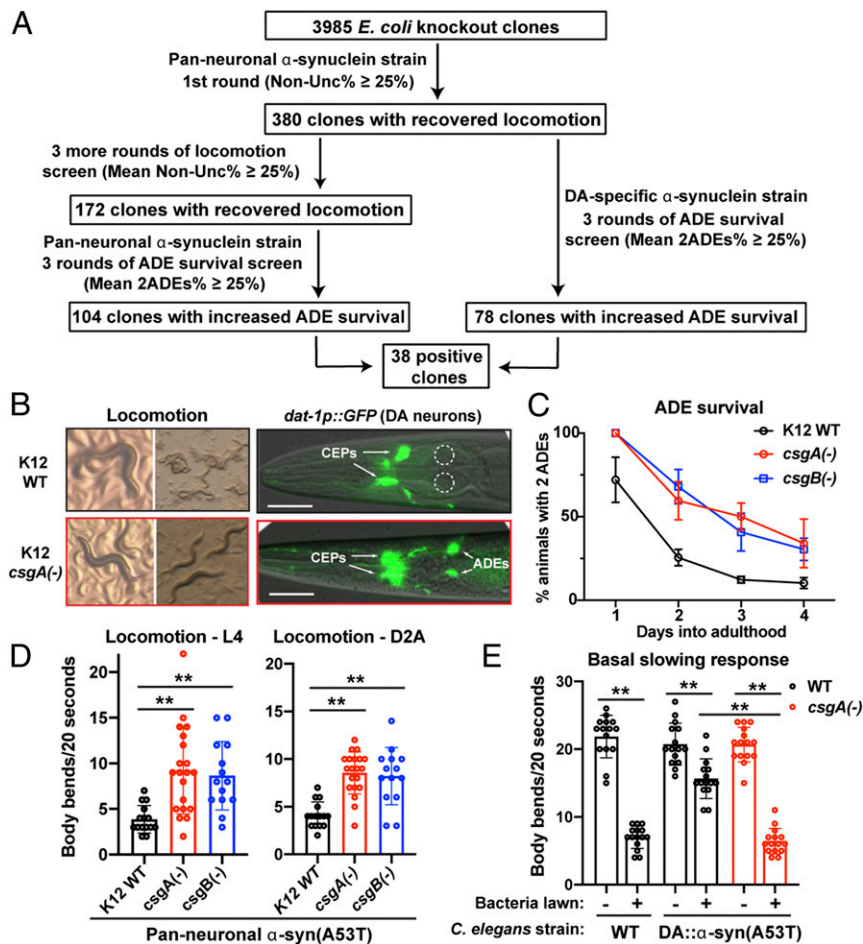 A
3985 E. coli knockout clones
Pan-neuronal α-synuclein strain
1st round (Non-Unc% ≥ 25%)
380 clones with recovered locomotion
3 more rounds of locomotion
screen (Mean Non-Unc% ≥ 25%)
172 clones with recovered locomotion
Pan-neuronal α-synuclein strain
3 rounds of ADE survival screen
(Mean 2ADEs% ≥ 25%)
104 clones with increased ADE survival
DA-specific α-synuclein strain
3 rounds of ADE survival
screen (Mean 2ADEs% ≥ 25%)
78 clones with increased ADE survival
38 positive
clones
B
Locomotion
dat-1p::GFP (DA neurons)
K12
WT
CEPs
K12
csgA(-)
CEPs
ADEs
C
ADE survival
K12 WT
csgA(-)
csgB(-)
% animals with 2 ADEs
100
50
0
1 2 3 4
Days into adulthood
D
Locomotion - L4
Body bends/20 seconds
20
15
10
5
0
**
**
K12 WT
csgA(-)
csgB(-)
Locomotion - D2A
20
15
10
5
0
**
**
K12 WT
csgA(-)
csgB(-)
Pan-neuronal α-syn(A53T)
E
Basal slowing response
WT
csgA(-)
Body bends/20 seconds
30
20
10
0
** ** **
**
Bacteria lawn: - + - + - +
C. elegans strain: WT DA::α-syn(A53T)